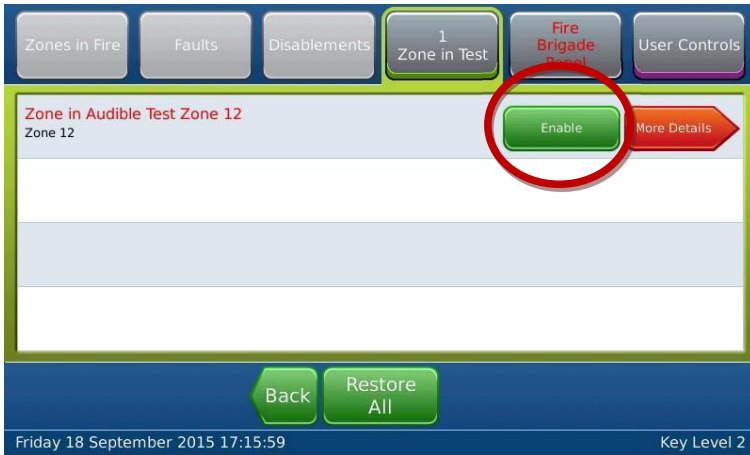 Zones in Fire
Faults
Disablements
1
Zone in Test
Fire
Brigade
Panel
User Controls
Zone in Audible Test Zone 12
Zone 12
Enable
More Details
Back
Restore
All
Friday 18 September 2015 17:15:59
Key Level 2